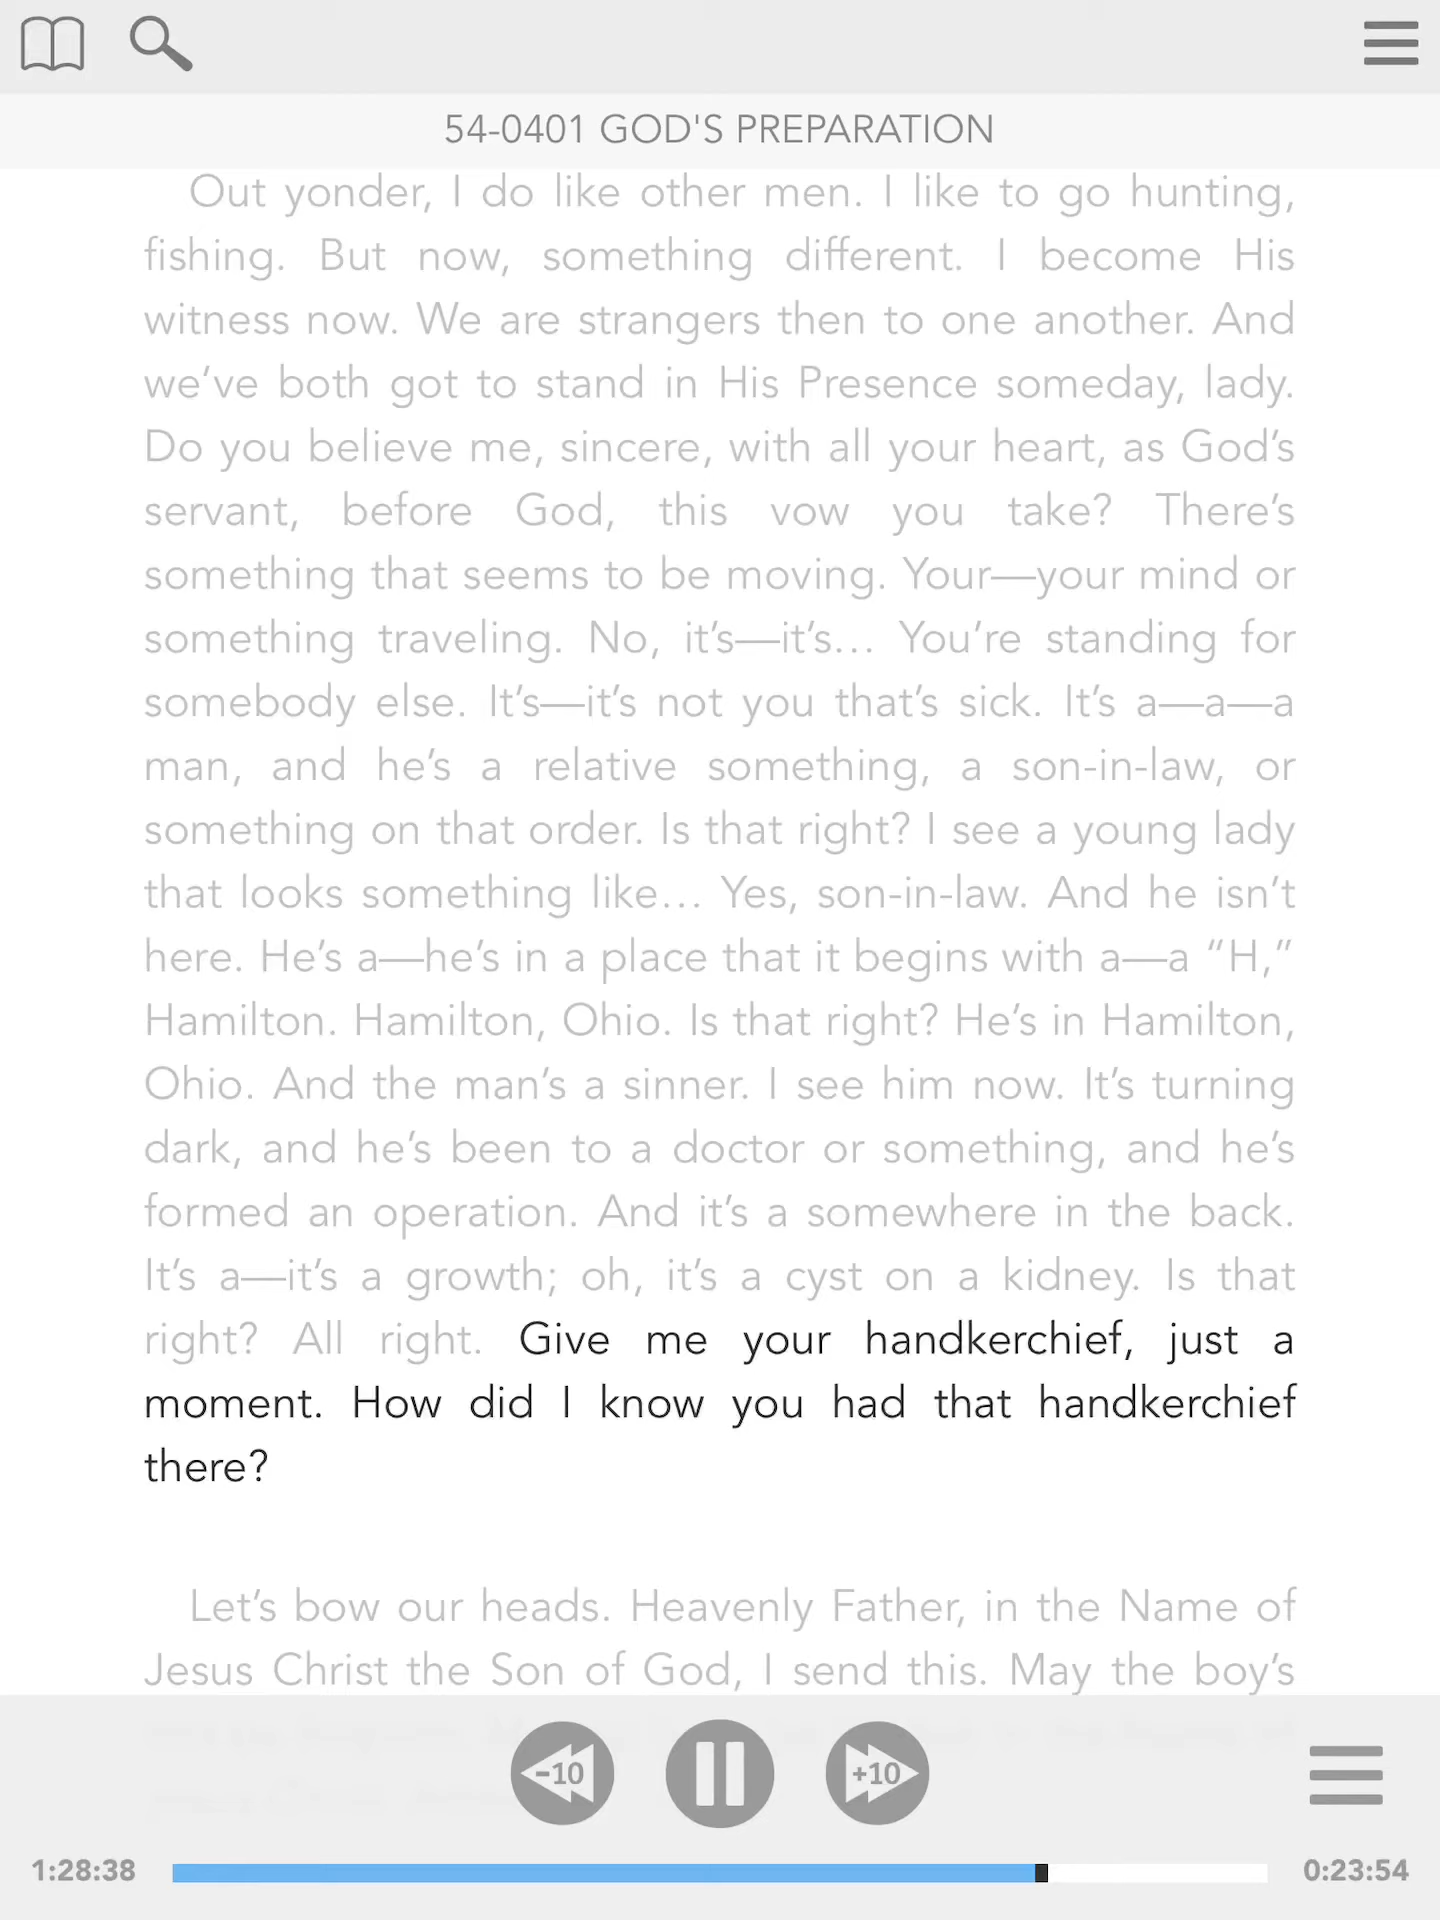 54-0401 GOD'S PREPARATION
Out yonder, I do like other men. I like to go hunting,
fishing. But now, something different. I become His
witness now. We are strangers then to one another. And
we’ve both got to stand in His Presence someday, lady.
Do you believe me, sincere, with all your heart, as God’s
servant, before God, this vow you take? There’s
something that seems to be moving. Your—your mind or
something traveling. No, it’s—it’s… You’re standing for
somebody else. It’s—it’s not you that’s sick. It’s a—a—a
man, and he’s a relative something, a son-in-law, or
something on that order. Is that right? I see a young lady
that looks something like… Yes, son-in-law. And he isn’t
here. He’s a—he’s in a place that it begins with a—a “H,”
Hamilton. Hamilton, Ohio. Is that right? He’s in Hamilton,
Ohio. And the man’s a sinner. I see him now. It’s turning
dark, and he’s been to a doctor or something, and he’s
formed an operation. And it’s a somewhere in the back.
It’s a—it’s a growth; oh, it’s a cyst on a kidney. Is that
right? All right. Give me your handkerchief, just a
moment. How did I know you had that handkerchief
there?
Let’s bow our heads. Heavenly Father, in the Name of
Jesus Christ the Son of God, I send this. May the boy’s
-10 +10
1:28:38 0:23:54